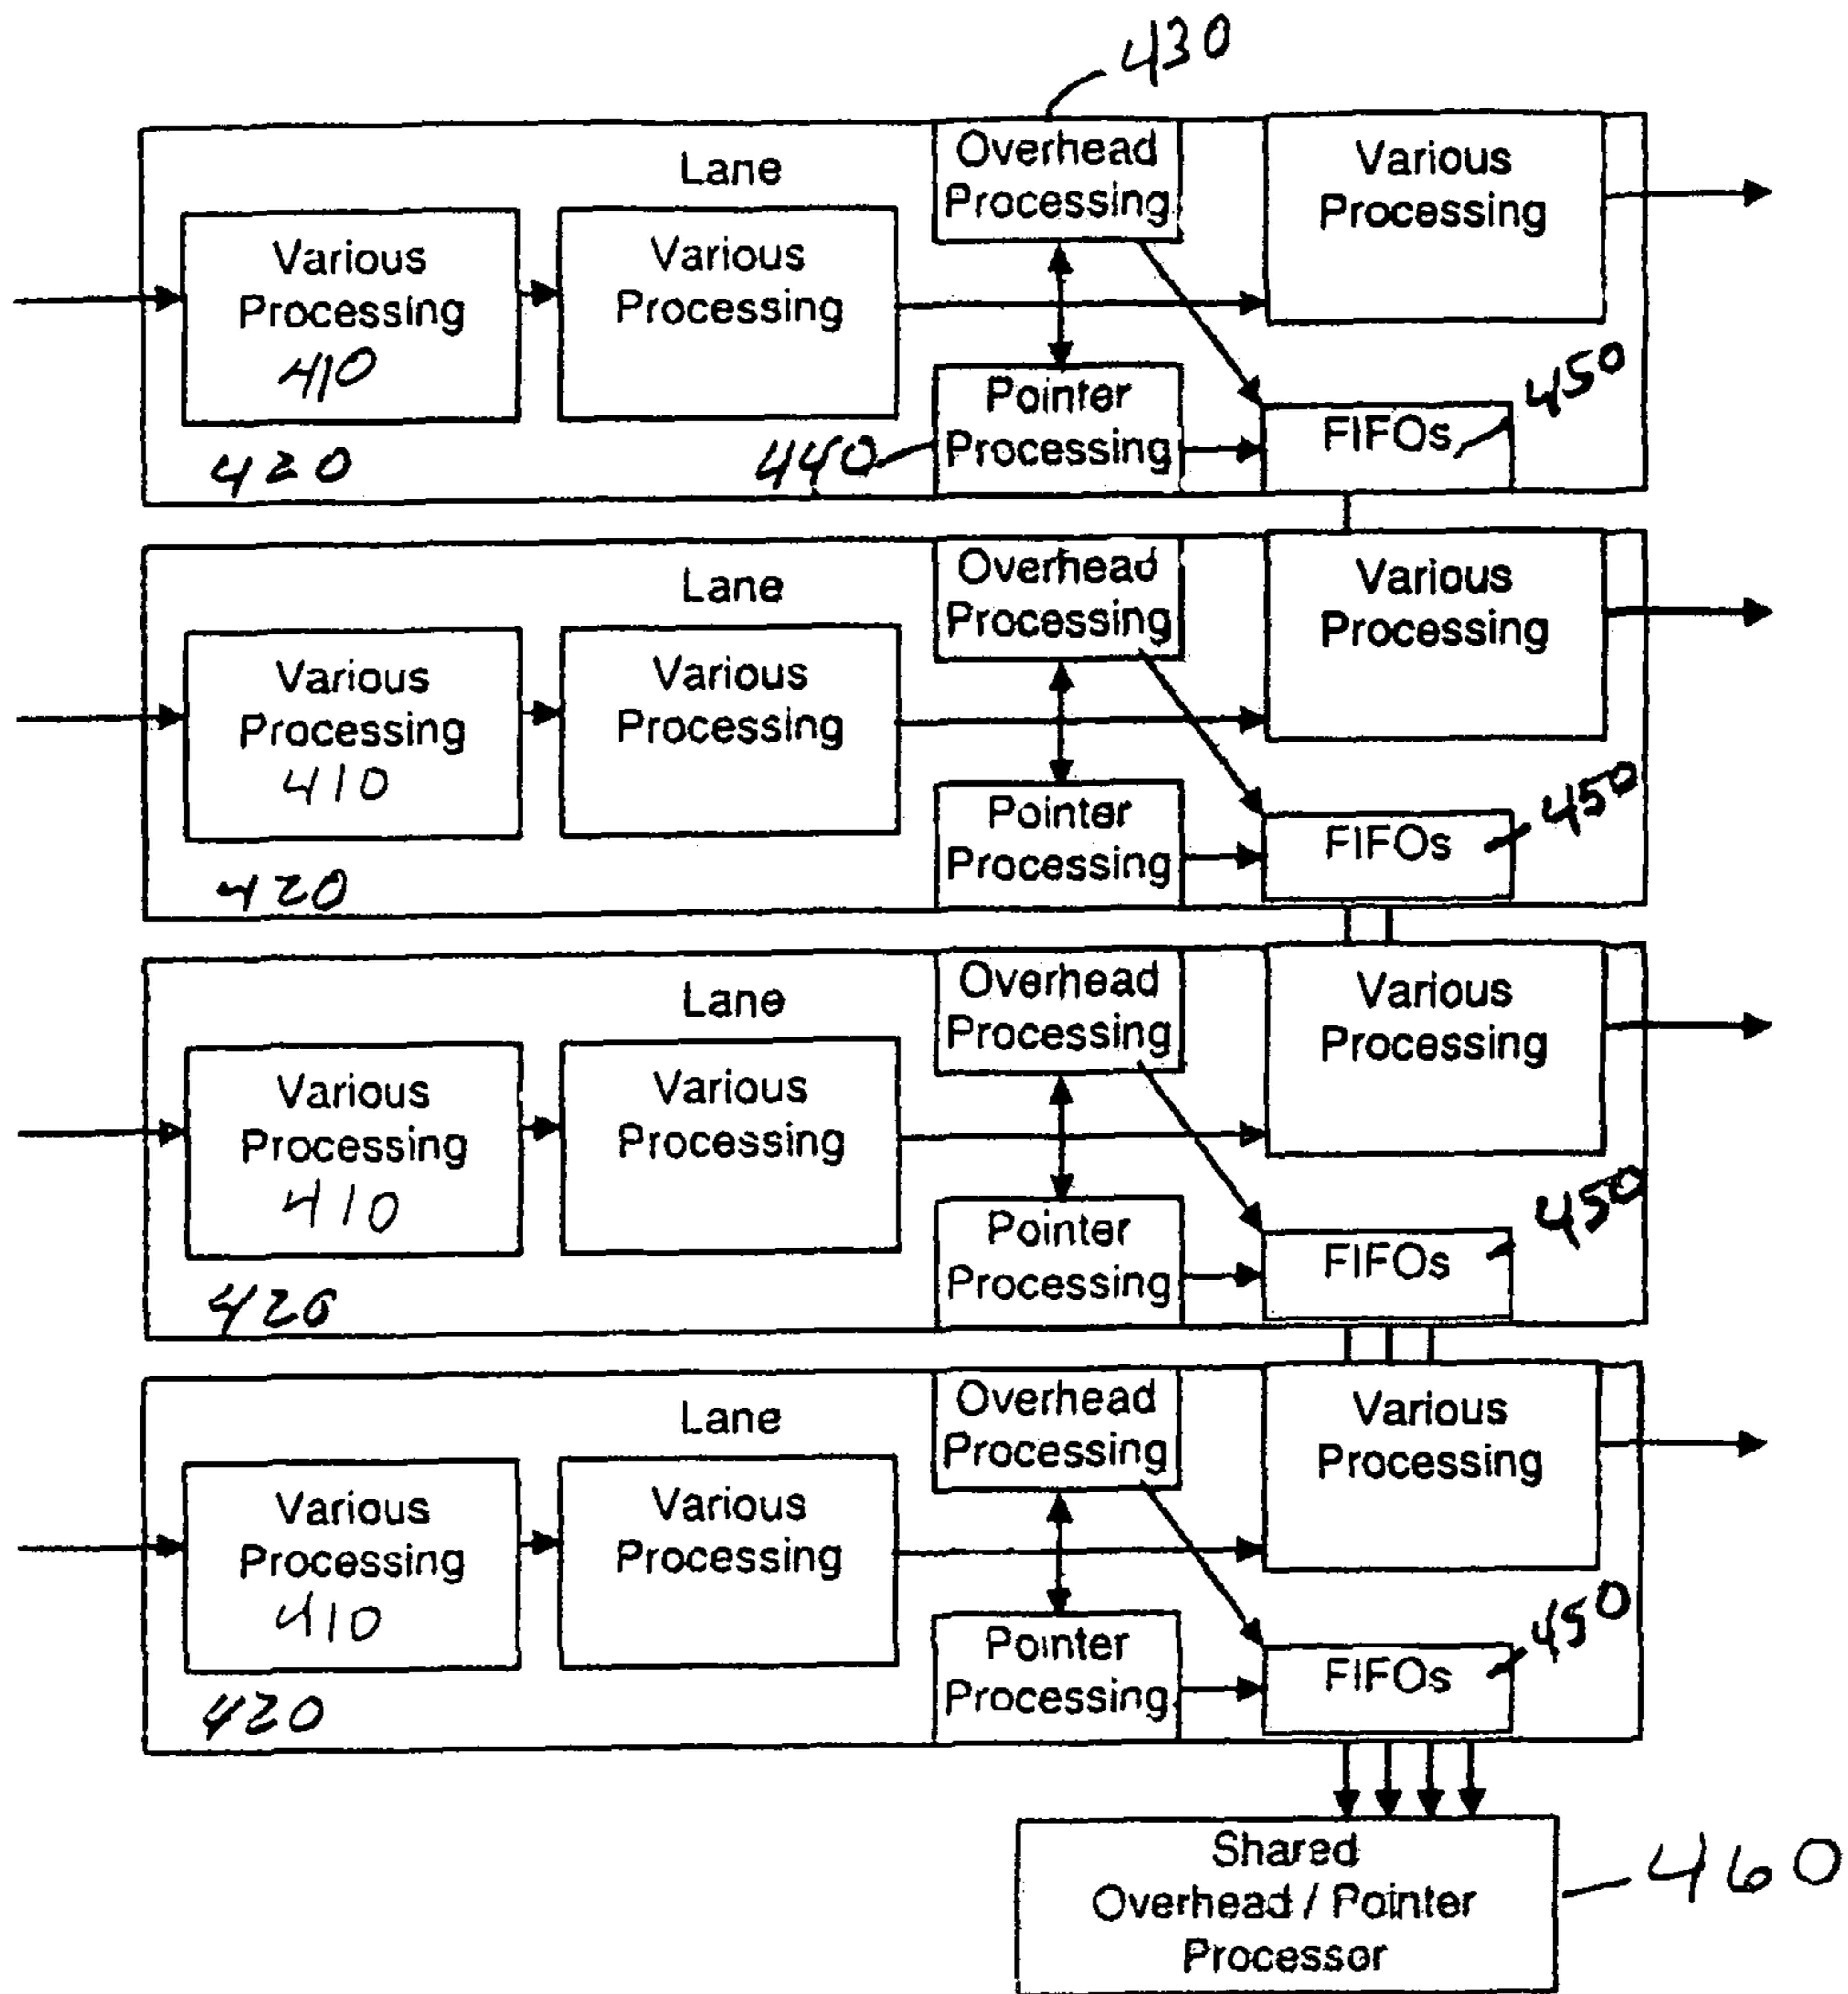 430
Lane
Overhead
Processing
Various
Processing
Various
Processing
410
Various
Processing
Pointer
Processing
FIFOs
450
420
440
Lane
Overhead
Processing
Various
Processing
Various
Processing
410
Various
Processing
Pointer
Processing
FIFOs
450
420
Lane
Overhead
Processing
Various
Processing
Various
Processing
410
Various
Processing
Pointer
Processing
FIFOs
450
420
Lane
Overhead
Processing
Various
Processing
Various
Processing
410
Various
Processing
Pointer
Processing
FIFOs
450
420
Shared
Overhead / Pointer
Processor
460